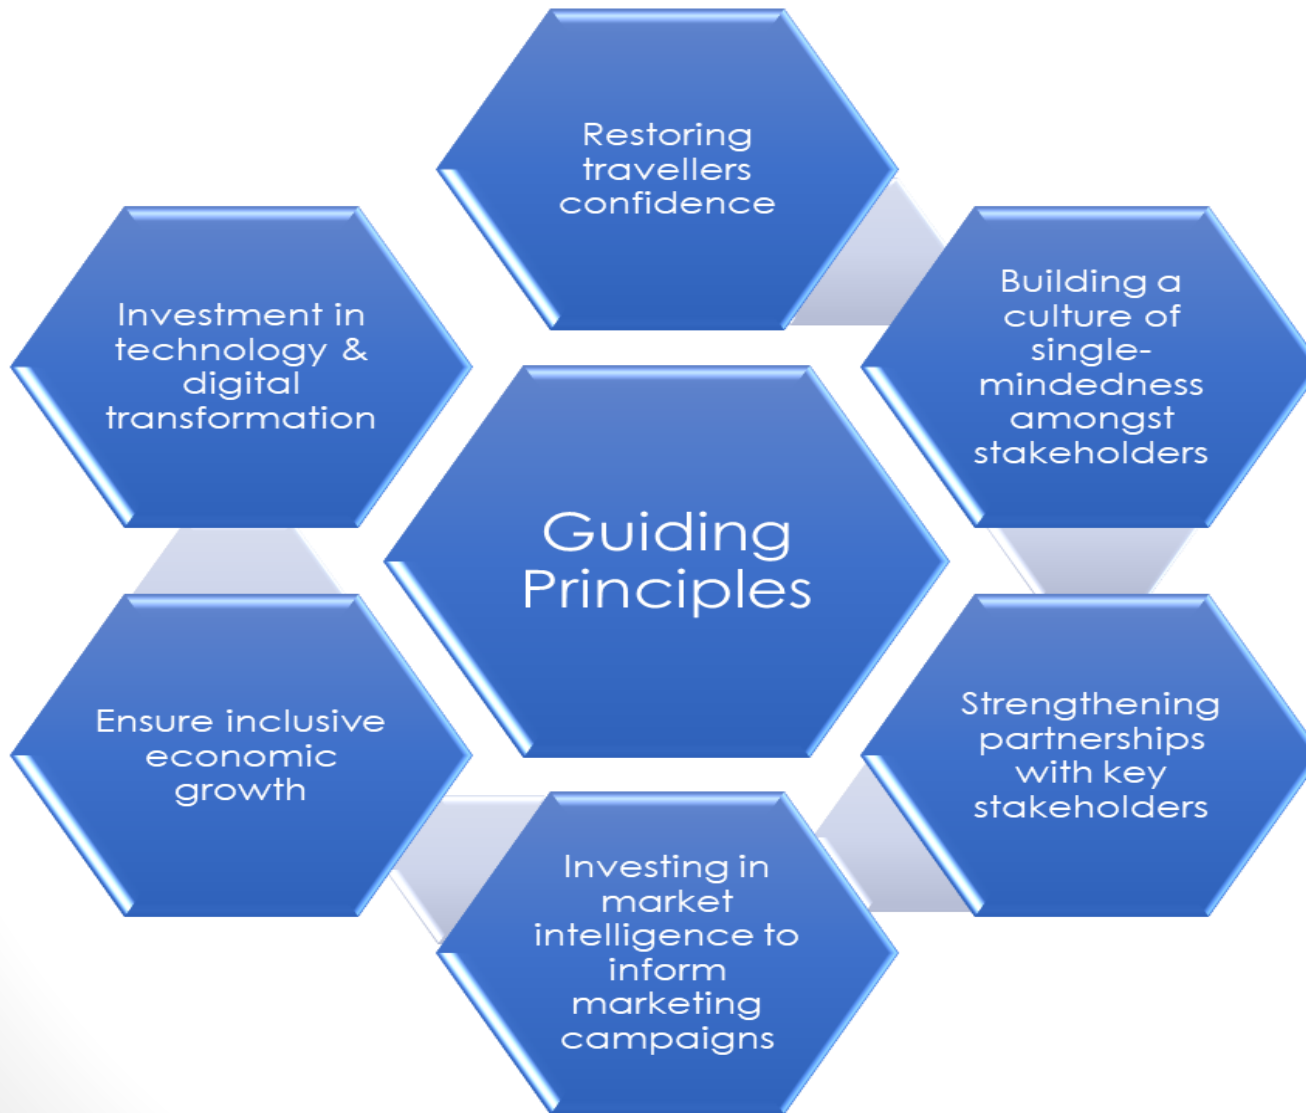 Restoring
travellers
confidence
Building a
culture of
single-
mindedness
amongst
stakeholders
Strengthening
partnerships
with key
stakeholders
Investing in
market
intelligence to
inform
marketing
campaigns
Ensure inclusive
economic
growth
Investment in
technology &
digital
transformation
Guiding
Principles